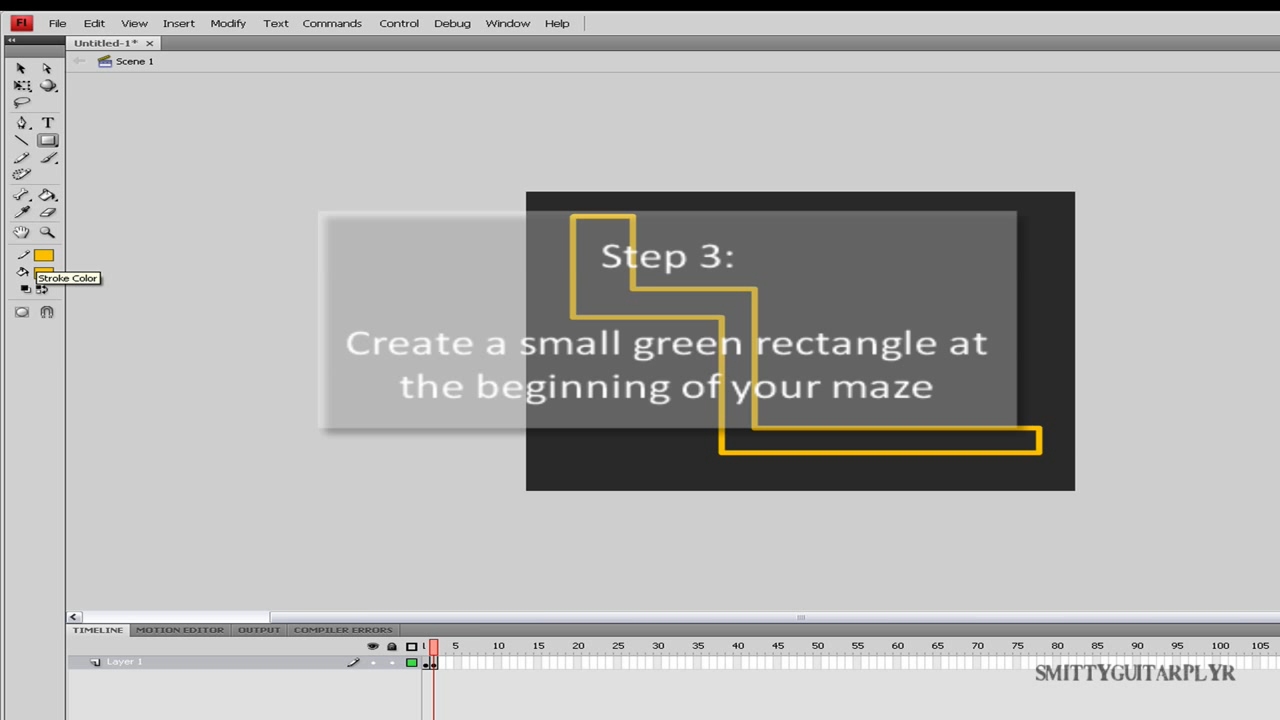 Fl File Edit View Insert Modify Text Commands Control Debug Window Help
Untitled-1*
Scene 1
T
Stroke Color
Step 3:
Create a small green rectangle at
the beginning of your maze
TIMELINE MOTION EDITOR OUTPUT COMPILER ERRORS
1 5 10 15 20 25 30 35 40 45 50 55 60 65 70 75 80 85 90 95 100 105
Layer 1
SMITTYGUITARPLYR